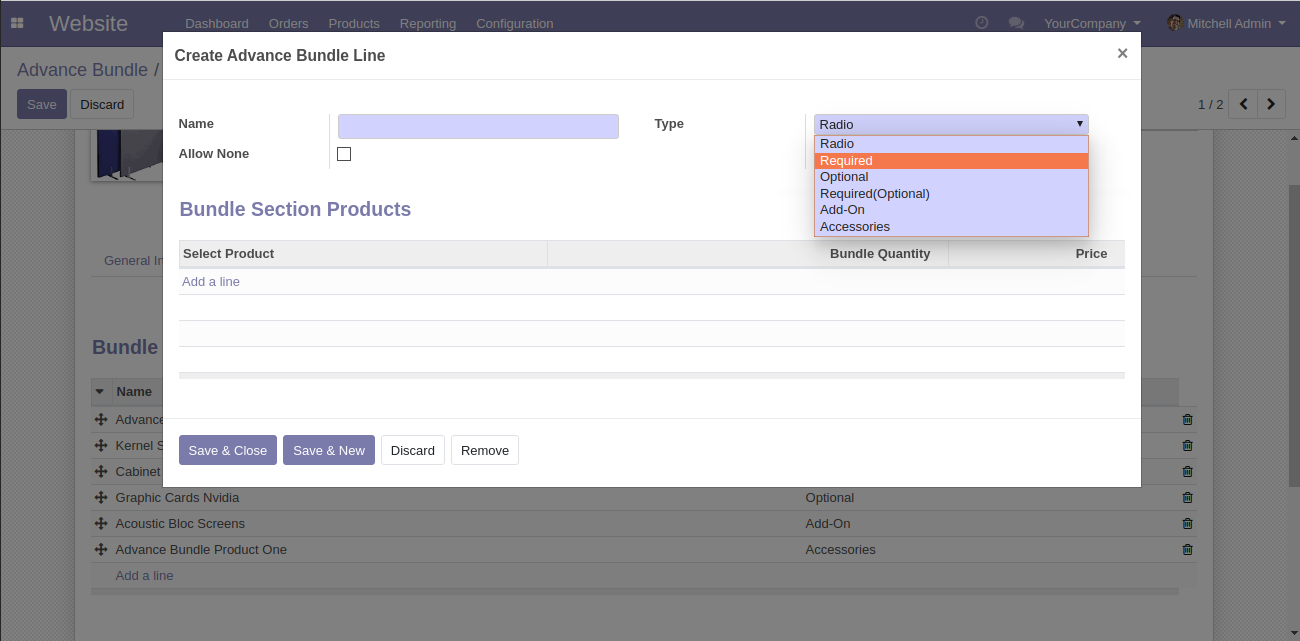 Website Dashboard Orders Products Reporting Configuration YourCompany Mitchell Admin
Create Advance Bundle Line ×
Advance Bundle /
Save Discard 1 / 2
Name Type Radio
Allow None
Radio
Required
Optional
Required(Optional)
Add-On
Accessories
Bundle Section Products
Select Product Bundle Quantity Price
General In
Add a line
Bundle
Name
Advance
Kernel S
Cabinet
Save & Close Save & New Discard Remove
Graphic Cards Nvidia Optional
Acoustic Bloc Screens Add-On
Advance Bundle Product One Accessories
Add a line